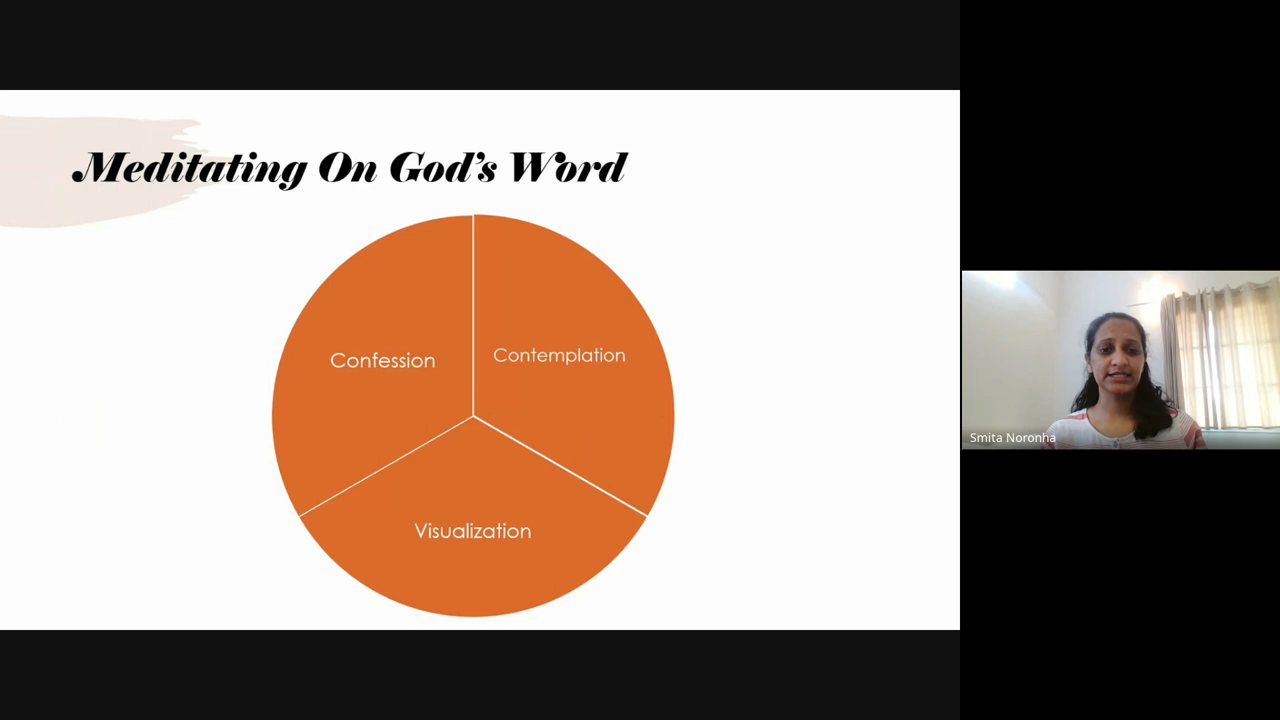 Meditating On God's Word
Confession
Contemplation
Visualization
Smita Noronha